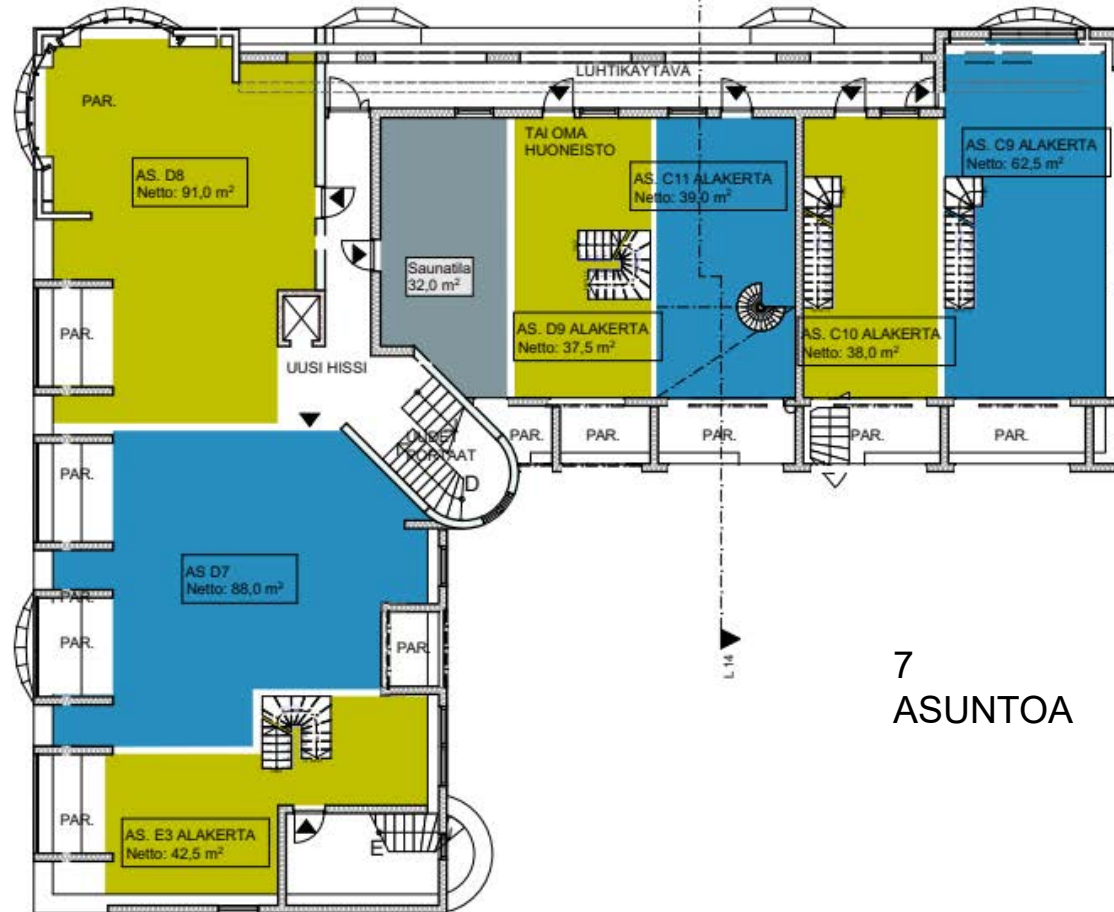 LUHTIKÄYTÄVÄ
PAR.
AS. D8
Netto: 91,0 m²
TAI OMA
HUONEISTO
AS. C11 ALAKERTA
39,0 m²
AS. C9 ALAKERTA
Netto: 62,5 m²
Saunatila
32,0 m²
AS. D9 ALAKERTA
Netto: 37,5 m²
AS. C10 ALAKERTA
Netto: 38,0 m²
PAR.
UUSI HISSI
UUDET
PORTAAT
D
PAR.
PAR.
PAR.
PAR.
PAR.
PAR.
AS D7
Netto: 88,0 m²
PAR.
PAR.
PAR.
L 14
7
ASUNTOA
PAR.
AS. E3 ALAKERTA
Netto: 42,5 m²
E